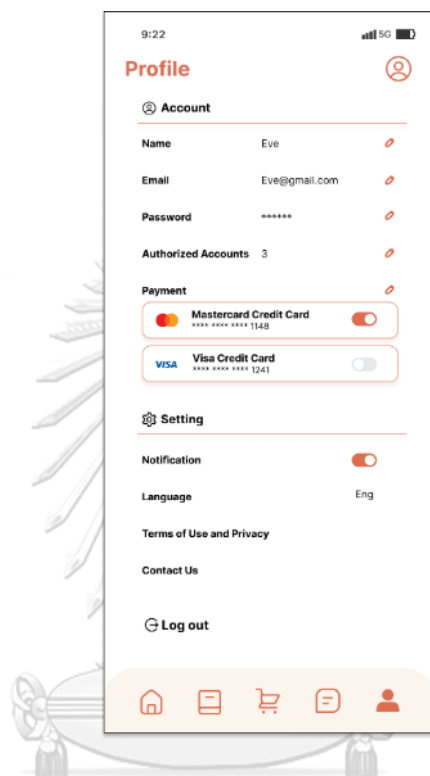 9:22 5G
Profile
Account
Name Eve
Email Eve@gmail.com
Password ******
Authorized Accounts 3
Payment
Mastercard Credit Card
**** **** **** 1148
VISA Visa Credit Card
**** **** **** 1241
Setting
Notification
Language Eng
Terms of Use and Privacy
Contact Us
Log out